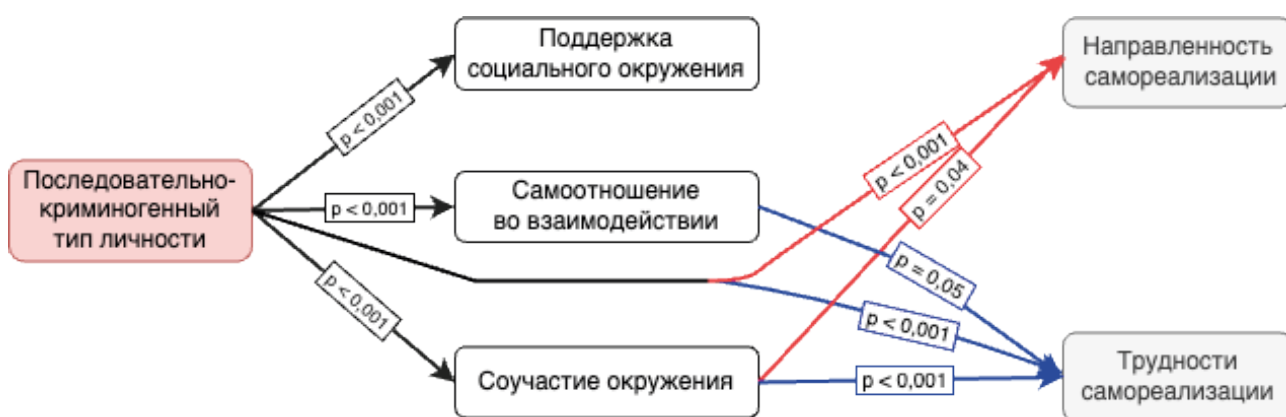 Поддержка
социального окружения
Направленность
самореализации
p < 0,001
p < 0,001
p = 0,04
Последовательно-
криминогенный
тип личности
p < 0,001
Самоотношение
во взаимодействии
p = 0,05
p < 0,001
p < 0,001
Соучастие окружения
p < 0,001
Трудности
самореализации